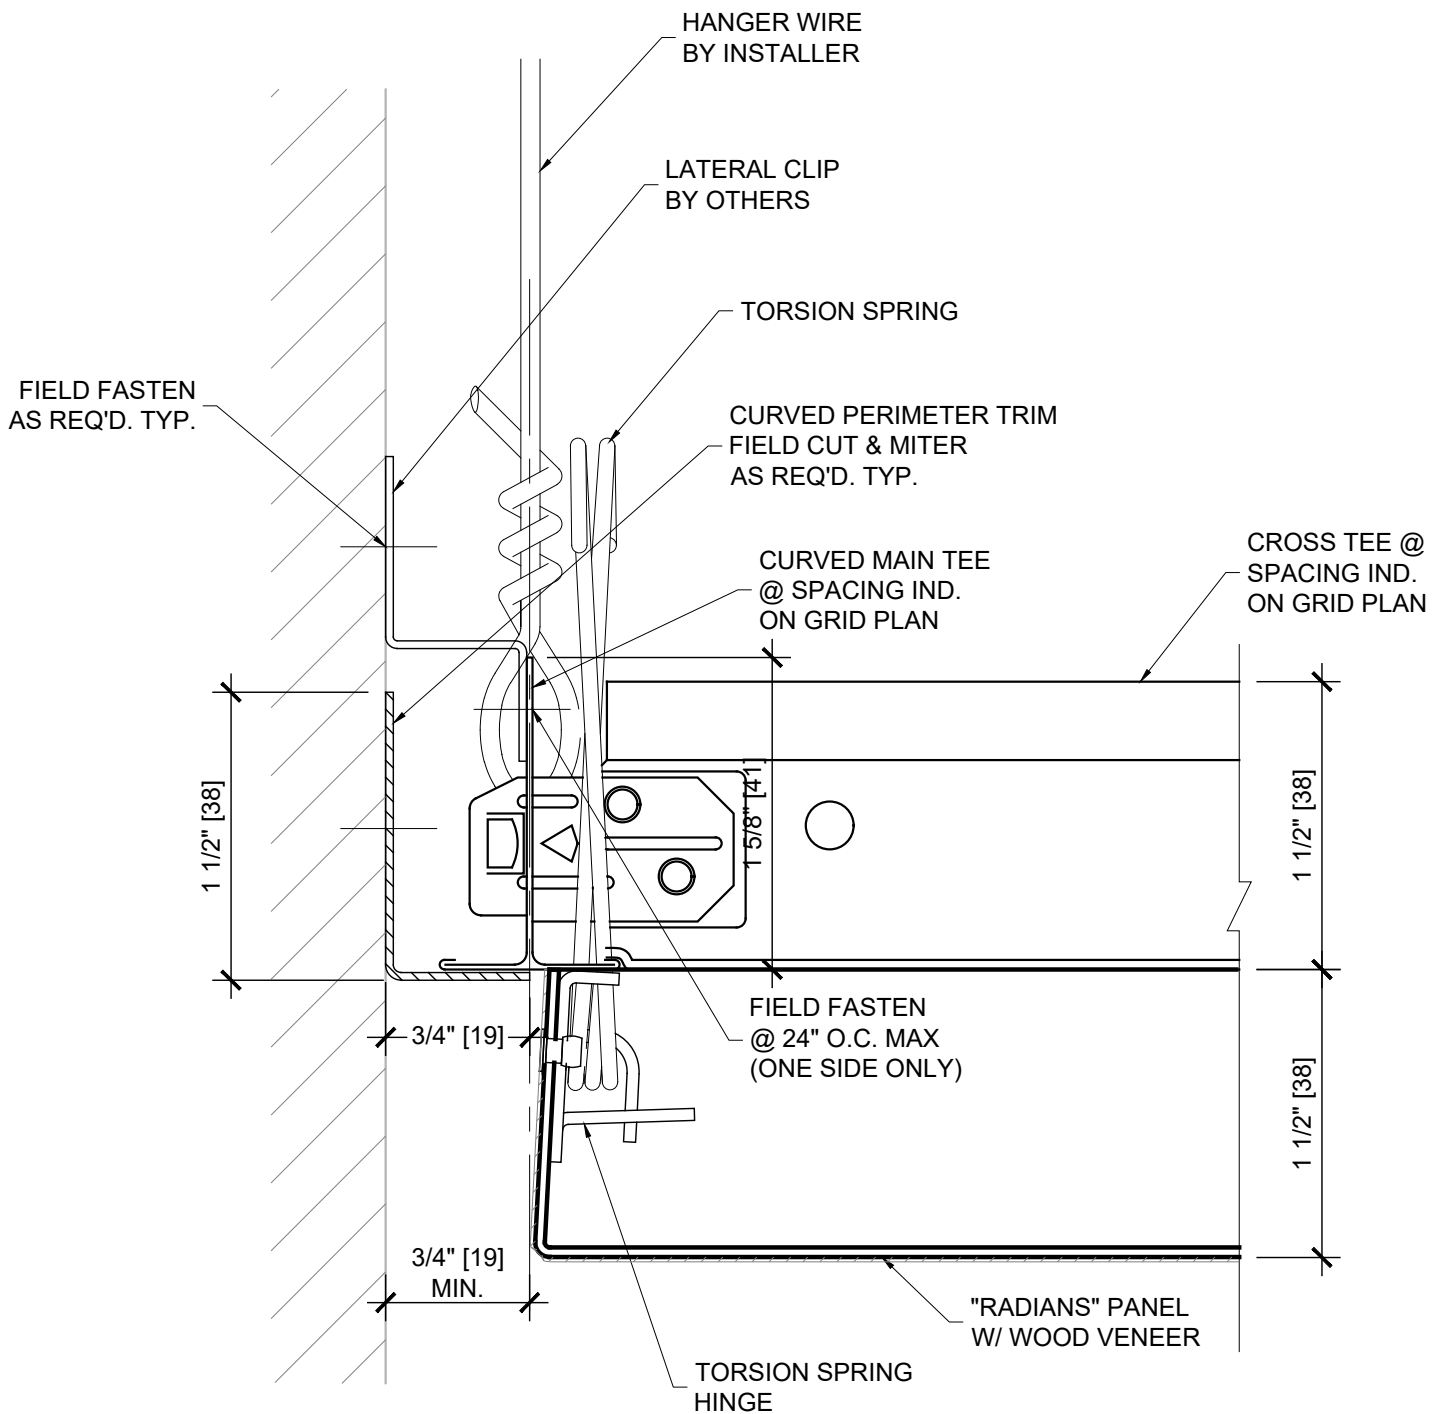 HANGER WIRE
BY INSTALLER
LATERAL CLIP
BY OTHERS
TORSION SPRING
FIELD FASTEN
AS REQ'D. TYP.
CURVED PERIMETER TRIM
FIELD CUT & MITER
AS REQ'D. TYP.
CURVED MAIN TEE
@ SPACING IND.
ON GRID PLAN
CROSS TEE @
SPACING IND.
ON GRID PLAN
1 1/2" [38]
1 5/8" [41]
1 1/2" [38]
3/4" [19]
FIELD FASTEN
@ 24" O.C. MAX
(ONE SIDE ONLY)
1 1/2" [38]
3/4" [19]
MIN.
"RADIANS" PANEL
W/ WOOD VENEER
TORSION SPRING
HINGE